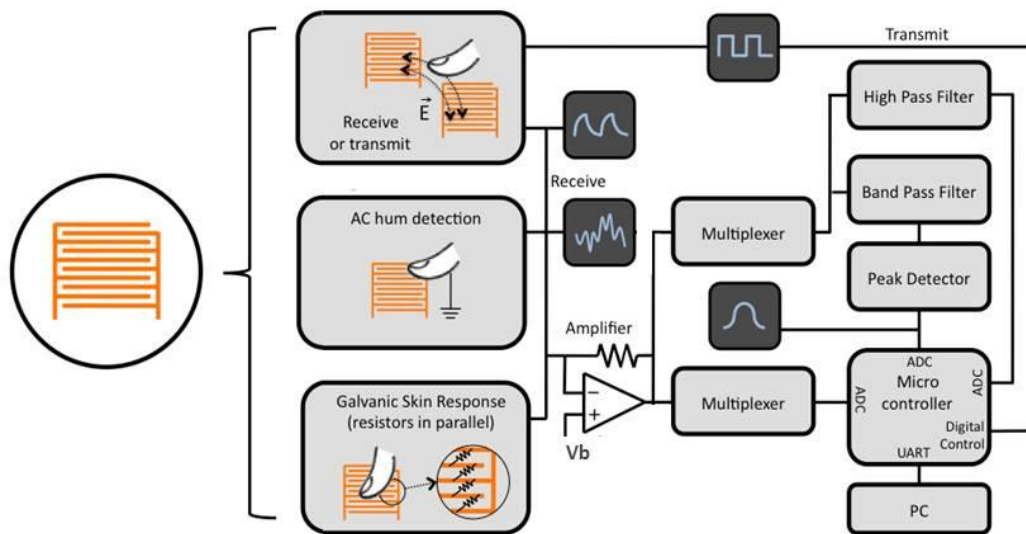 Transmit
High Pass Filter
E
Receive
or transmit
Receive
Band Pass Filter
AC hum detection
Multiplexer
Peak Detector
Amplifier
ADC
Micro
controller
ADC
ADC
Digital
Control
UART
Galvanic Skin Response
(resistors in parallel)
Multiplexer
−
+
Vb
PC